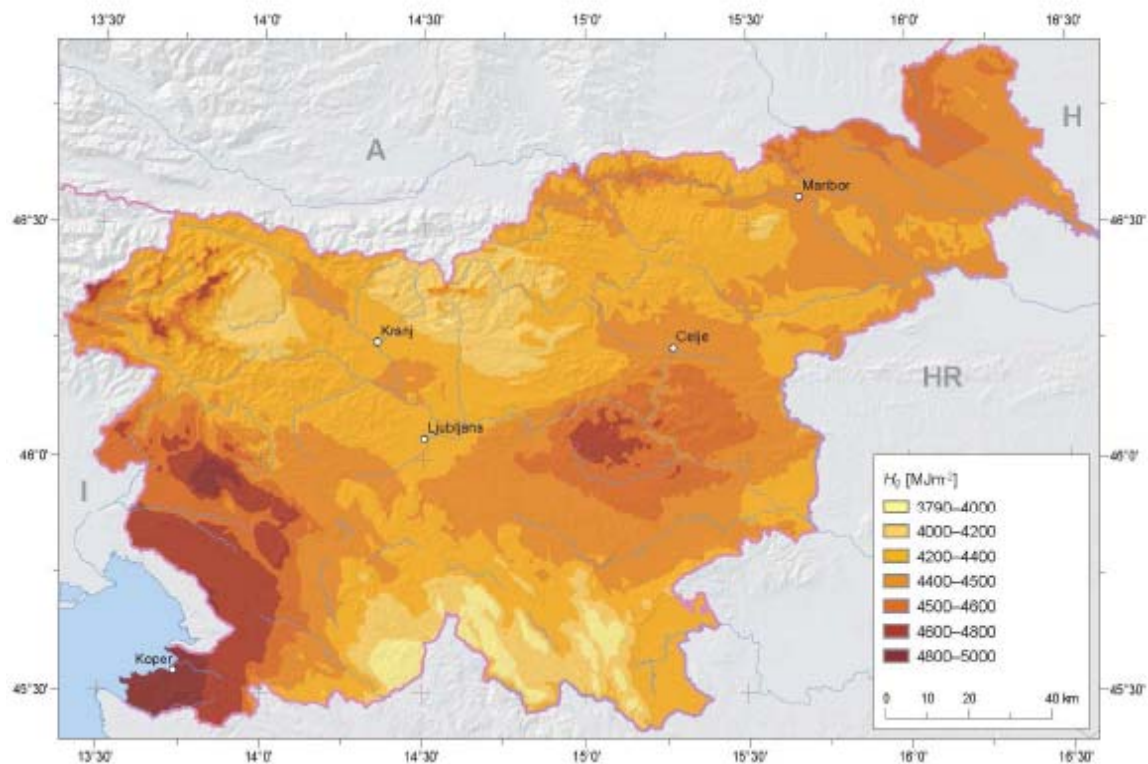 13°30' 14°0' 14°30' 15°0' 15°30' 16°0' 16°30'
H
A
Maribor
46°30' 46°30'
Kranj
Celje
HR
Ljubljana
46°0' 46°0'
I
H₀ [MJm⁻²]
3790–4000
4000–4200
4200–4400
4400–4500
4500–4600
4600–4800
4800–5000
Koper
45°30' 45°30'
0 10 20 40 km
13°30' 14°0' 14°30' 15°0' 15°30' 16°0' 16°30'